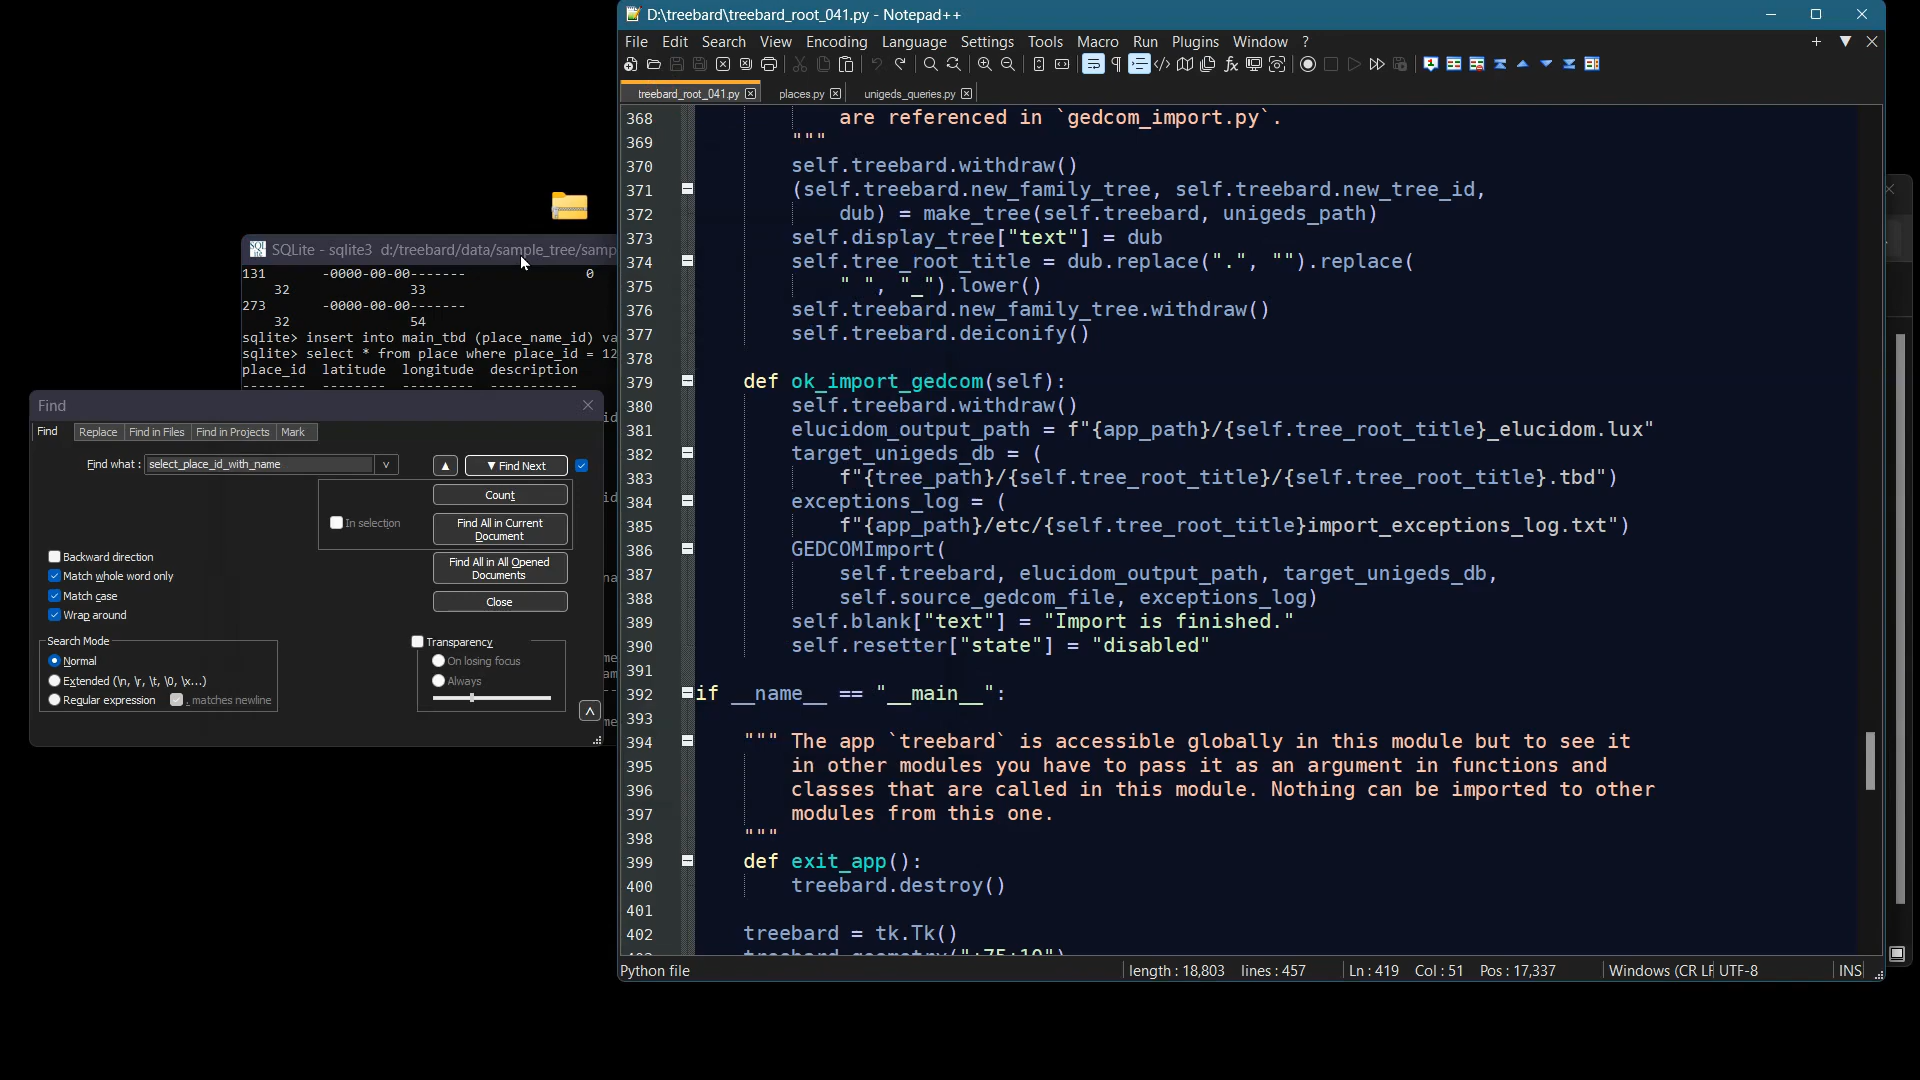 D:\treebard\treebard_root_041.py - Notepad++
File Edit Search View Encoding Language Settings Tools Macro Run Plugins Window ?
treebard_root_041.py places.py unigeds_queries.py
368 are referenced in `gedcom_import.py`.
369 """
370 self.treebard.withdraw()
371 (self.treebard.new_family_tree, self.treebard.new_tree_id,
372 dub) = make_tree(self.treebard, unigeds_path)
373 self.display_tree["text"] = dub
374 self.tree_root_title = dub.replace(".", "").replace(
375 " ", "_").lower()
376 self.treebard.new_family_tree.withdraw()
377 self.treebard.deiconify()
378
379 def ok_import_gedcom(self):
380 self.treebard.withdraw()
381 elucidom_output_path = f"{app_path}/{self.tree_root_title}_elucidom.lux"
382 target_unigeds_db = (
383 f"{tree_path}/{self.tree_root_title}/{self.tree_root_title}.tbd")
384 exceptions_log = (
385 f"{app_path}/etc/{self.tree_root_title}import_exceptions_log.txt")
386 GEDCOMImport(
387 self.treebard, elucidom_output_path, target_unigeds_db,
388 self.source_gedcom_file, exceptions_log)
389 self.blank["text"] = "Import is finished."
390 self.resetter["state"] = "disabled"
391
392 if __name__ == "__main__":
393
394 """ The app `treebard` is accessible globally in this module but to see it
395 in other modules you have to pass it as an argument in functions and
396 classes that are called in this module. Nothing can be imported to other
397 modules from this one.
398 """
399 def exit_app():
400 treebard.destroy()
401
402 treebard = tk.Tk()
Python file length : 18,803 lines : 457 Ln : 419 Col : 51 Pos : 17,337 Windows (CR LF UTF-8 INS
SQLite - sqlite3 d:/treebard/data/sample_tree/samp
131 -0000-00-00------- 0
32 33
273 -0000-00-00-------
32 54
sqlite> insert into main_tbd (place_name_id) va
sqlite> select * from place where place_id = 12
place_id latitude longitude description
-------- -------- --------- -----------
Find
Find Replace Find in Files Find in Projects Mark
Find what : select_place_id_with_name
▼ Find Next
Count
In selection
Find All in Current
Document
Backward direction
Find All in All Opened
Documents
Match whole word only
Match case
Close
Wrap around
Search Mode
Normal
Extended (\n, \r, \t, \0, \x...)
Regular expression . matches newline
Transparency
On losing focus
Always